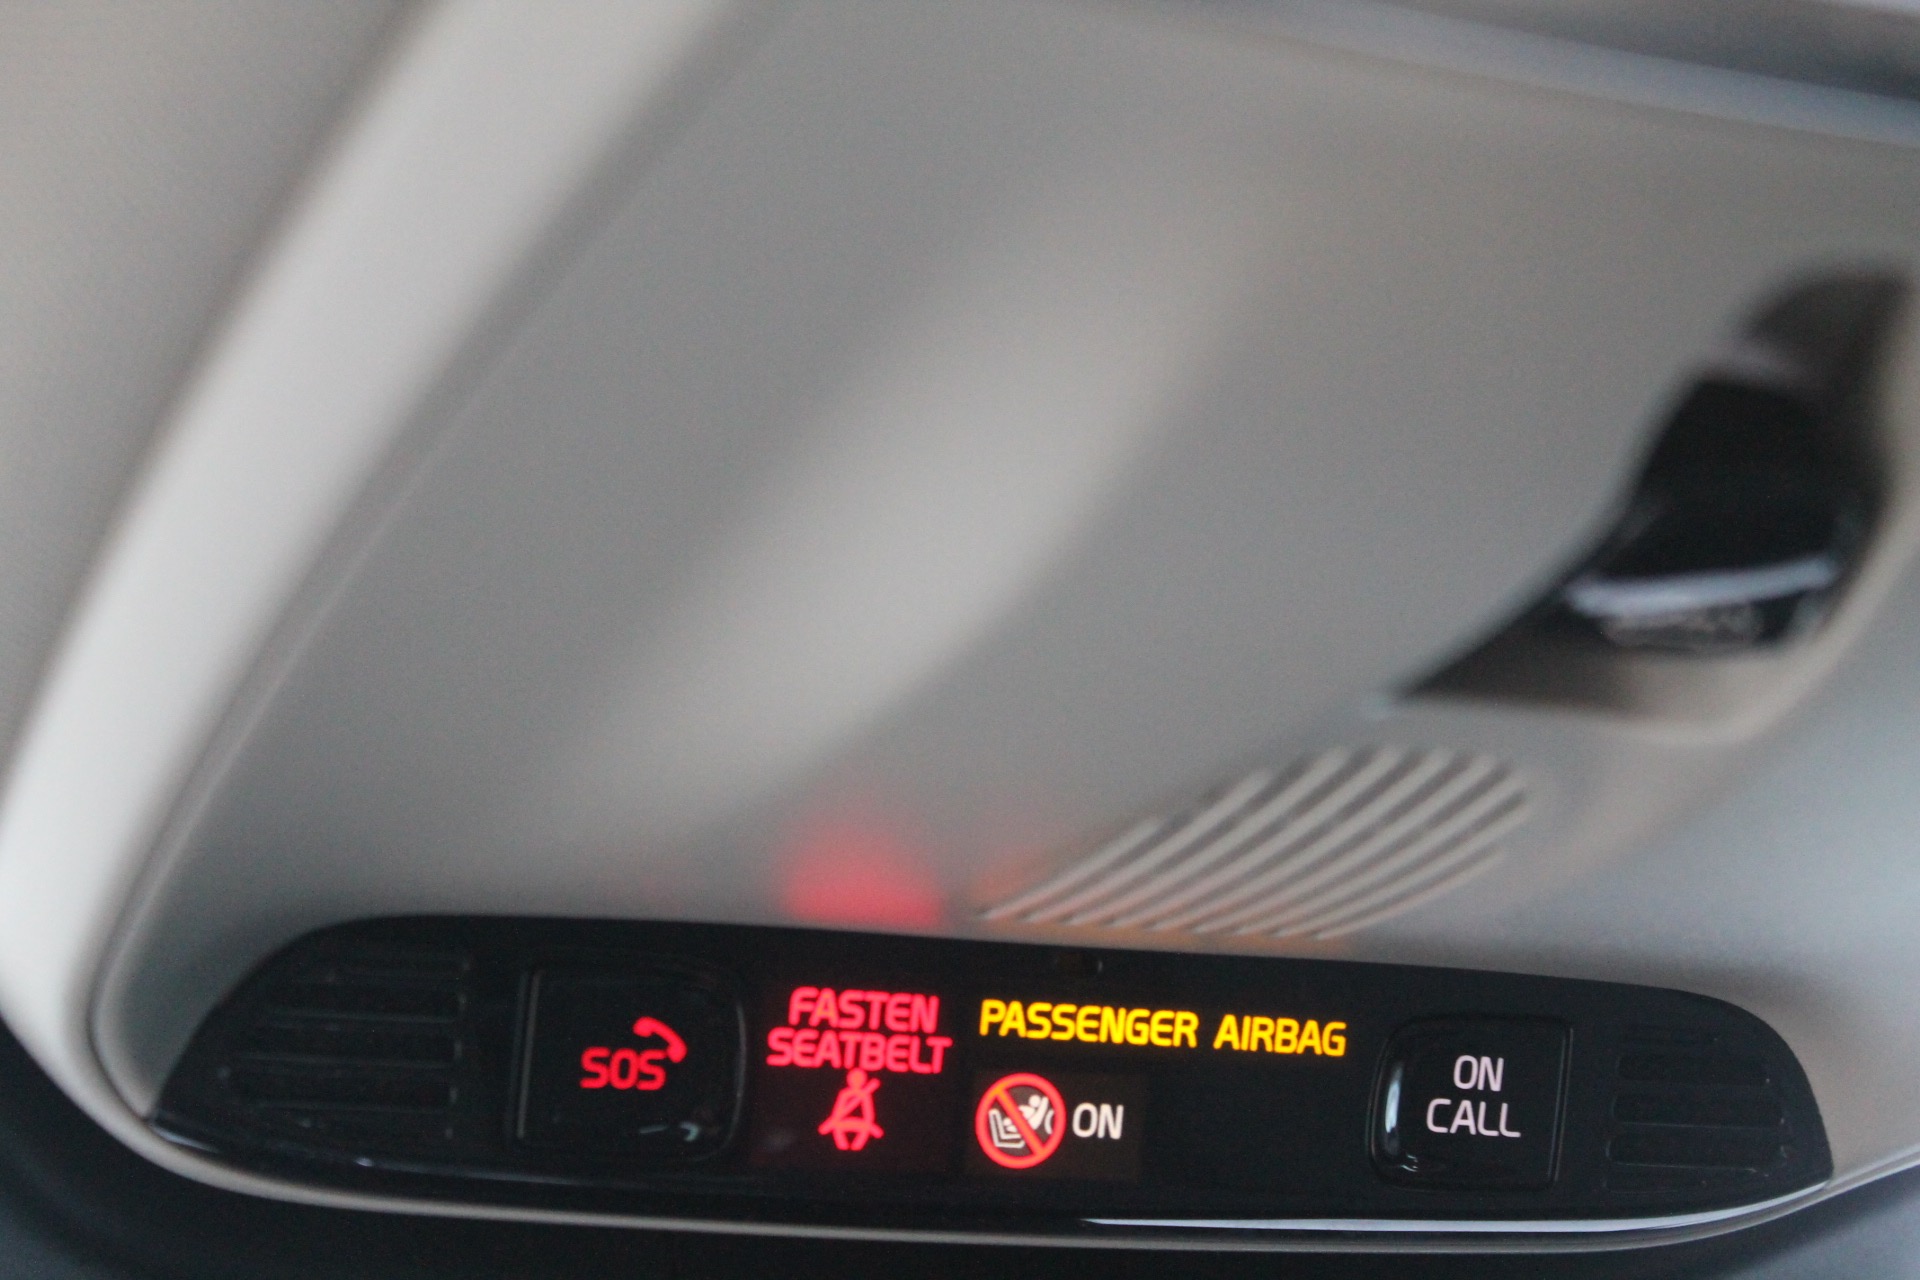 SOS
FASTEN
SEATBELT
PASSENGER AIRBAG
ON
ON
CALL